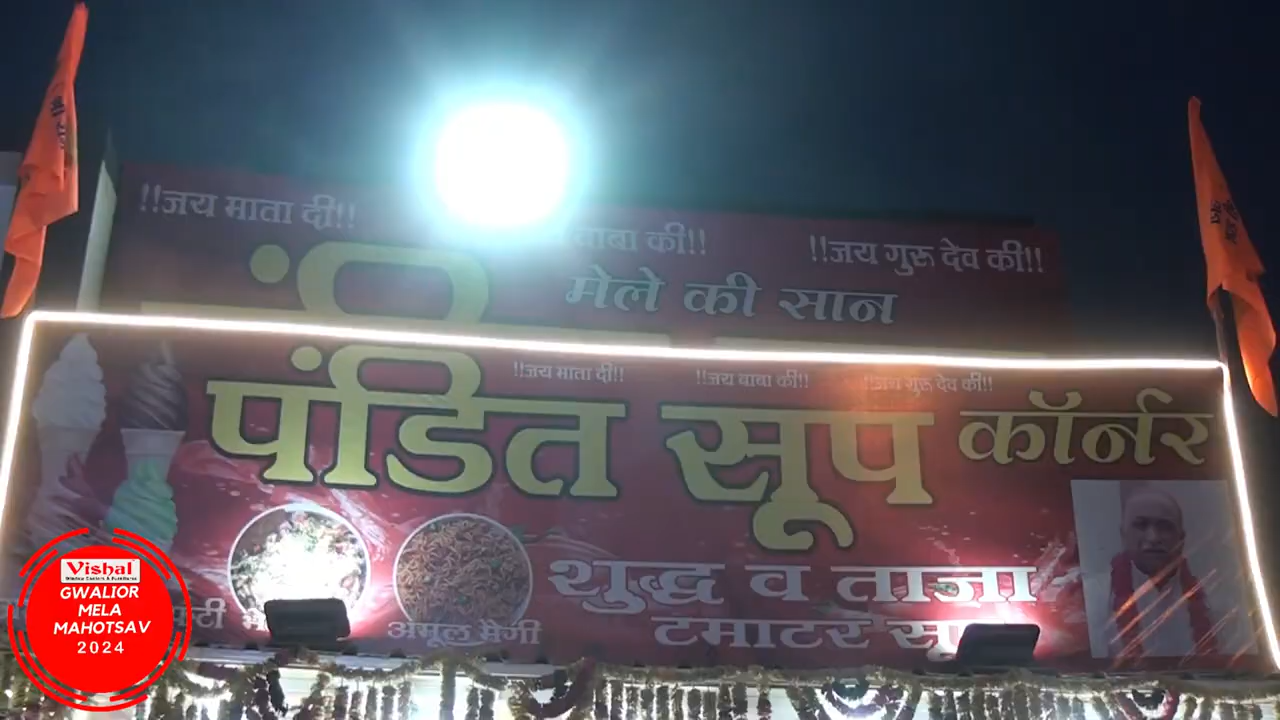 !!जय माता दी!!
बाबा की!!
!!जय गुरु देव की!!
मेले की सान
!!जय माता दी!!
!!जय बाबा की!!
!!जय गुरु देव की!!
पंडित सूप कॉर्नर
शुद्ध व ताज़ा
टमाटर सूप
अमूल मैगी
Vishal
GWALIOR
MELA
MAHOTSAV
2024